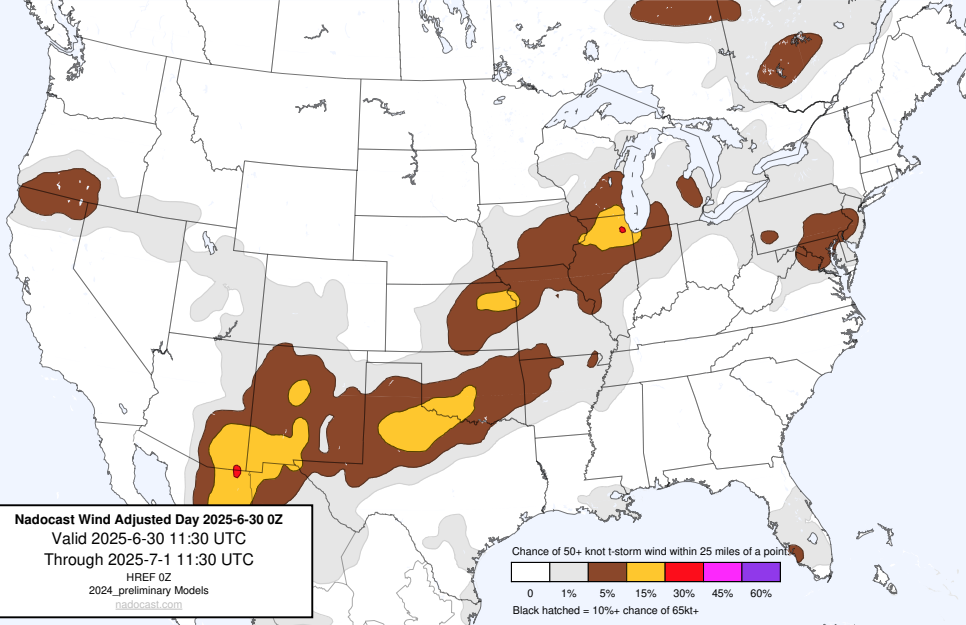 Nadocast Wind Adjusted Day 2025-6-30 0Z
Valid 2025-6-30 11:30 UTC
Through 2025-7-1 11:30 UTC
HREF 0Z
2024_preliminary Models
nadocast.com
Chance of 50+ knot t-storm wind within 25 miles of a point.
0 1% 5% 15% 30% 45% 60%
Black hatched = 10%+ chance of 65kt+